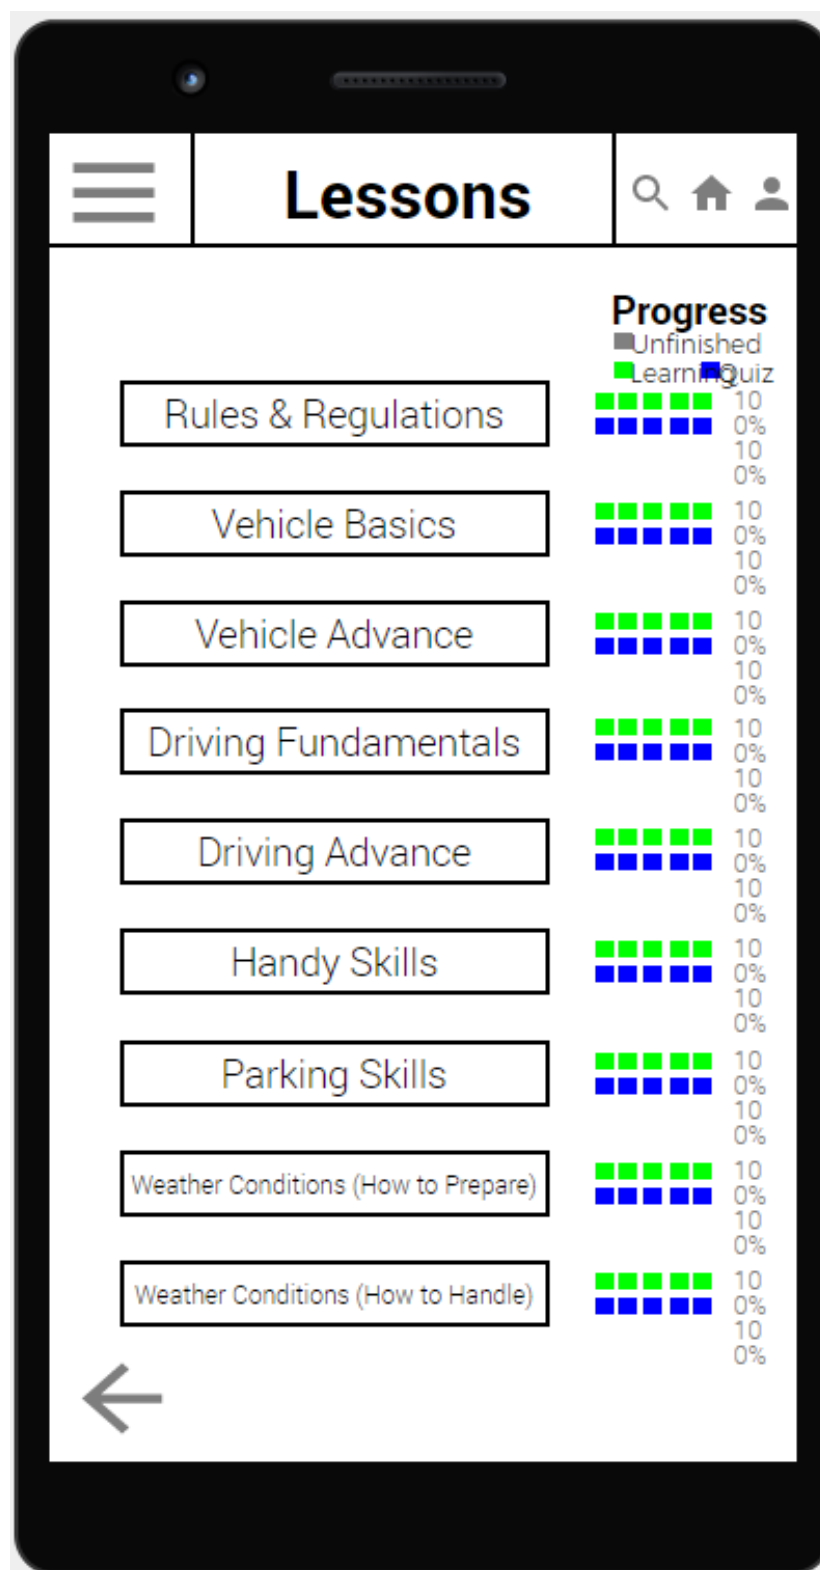 Lessons
Progress
Unfinished
Learning Quiz
Rules & Regulations
10
0%
10
0%
Vehicle Basics
10
0%
10
0%
Vehicle Advance
10
0%
10
0%
Driving Fundamentals
10
0%
10
0%
Driving Advance
10
0%
10
0%
Handy Skills
10
0%
10
0%
Parking Skills
10
0%
10
0%
Weather Conditions (How to Prepare)
10
0%
10
0%
Weather Conditions (How to Handle)
10
0%
10
0%